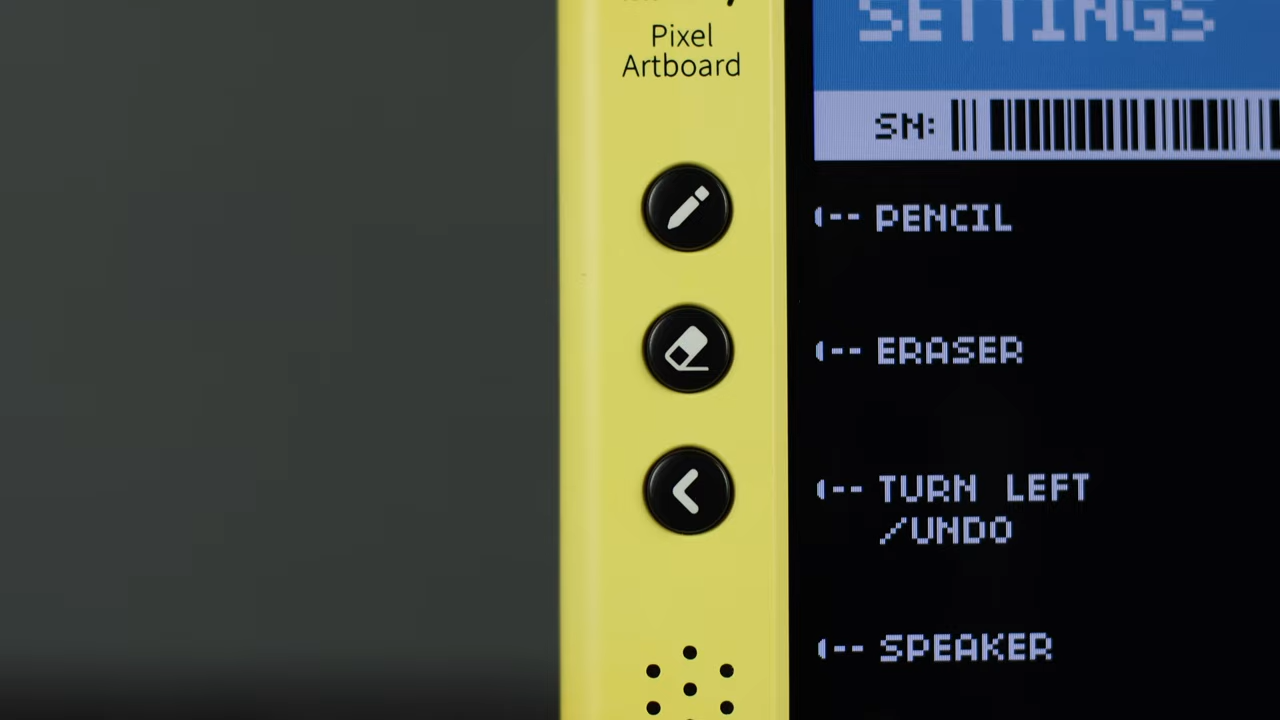 Pixel
Artboard
SETTINGS
SN:
PENCIL
ERASER
TURN LEFT
/UNDO
SPEAKER